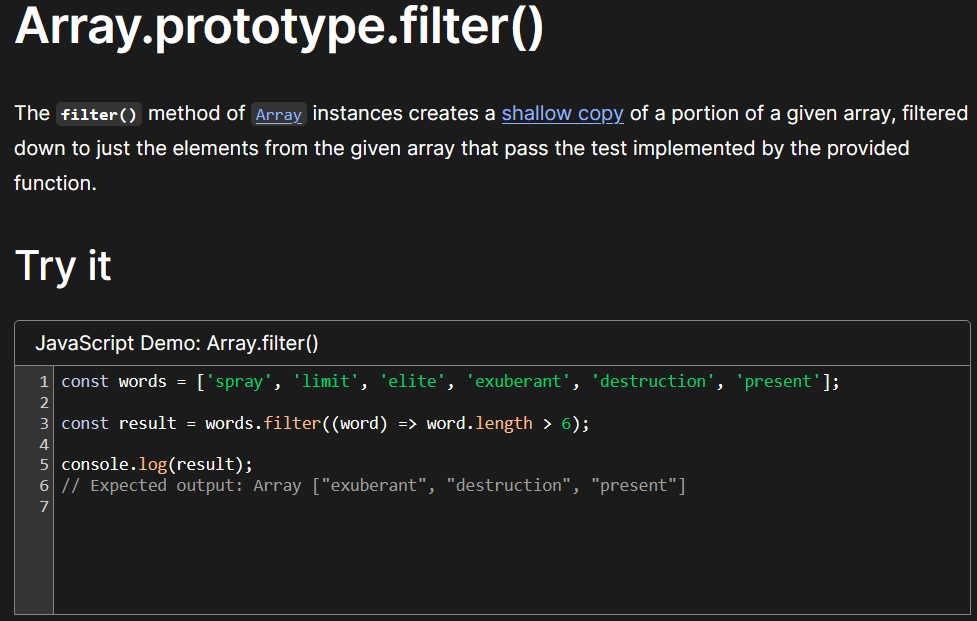 Array.prototype.filter()
The filter() method of Array instances creates a shallow copy of a portion of a given array, filtered
down to just the elements from the given array that pass the test implemented by the provided
function.
Try it
JavaScript Demo: Array.filter()
1 const words = ['spray', 'limit', 'elite', 'exuberant', 'destruction', 'present'];
2
3 const result = words.filter((word) => word.length > 6);
4
5 console.log(result);
6 // Expected output: Array ["exuberant", "destruction", "present"]
7